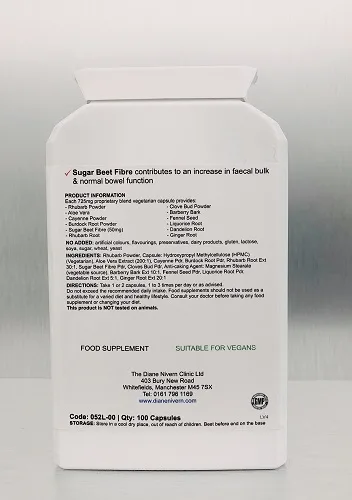 ✓ Sugar Beet Fibre contributes to an increase in faecal bulk
& normal bowel function
PRODUCT INFORMATION
Each 725mg proprietary blend vegetarian capsule provides:
- Rhubarb Powder
- Aloe Vera
- Cayenne Powder
- Burdock Root Powder
- Sugar Beet Fibre (50mg)
- Rhubarb Root
- Clove Bud Powder
- Barberry Bark
- Fennel Seed
- Liquorice Root
- Dandelion Root
- Ginger Root
NO ADDED: artificial colours, flavourings, preservatives, dairy products, gluten, lactose,
soya, sugar, wheat, yeast
INGREDIENTS: Rhubarb Powder, Capsule: Hydroxypropyl Methylcellulose (HPMC)
(Vegetarian), Aloe Vera Extract (200:1), Cayenne Pdr, Burdock Root Pdr, Rhubarb Root Ext
30:1, Sugar Beet Fibre Pdr, Cloves Bud Pdr, Anti-caking Agent: Magnesium Stearate
(vegetable source), Barberry Bark Ext 10:1, Fennel Seed Pdr, Liquorice Root Pdr,
Dandelion Root Ext 5:1, Ginger Root Ext 20:1
DIRECTIONS: Take 1 or 2 capsules, 1 to 3 times per day or as advised.
Do not exceed the recommended daily intake. Food supplements should not be used as a
substitute for a varied diet and healthy lifestyle. Consult your doctor before taking any food
supplement or changing your diet.
This product is NOT tested on animals.
FOOD SUPPLEMENT SUITABLE FOR VEGANS
The Diane Nivern Clinic Ltd
403 Bury New Road
Whitefields, Manchester M45 7SX
Tel: 0161 796 1169
www.dianenivern.com
GMP
Code: 052L-00 | Qty: 100 Capsules
LV4
STORAGE: Store in a cool dry place, out of reach of children. Best before end on the base